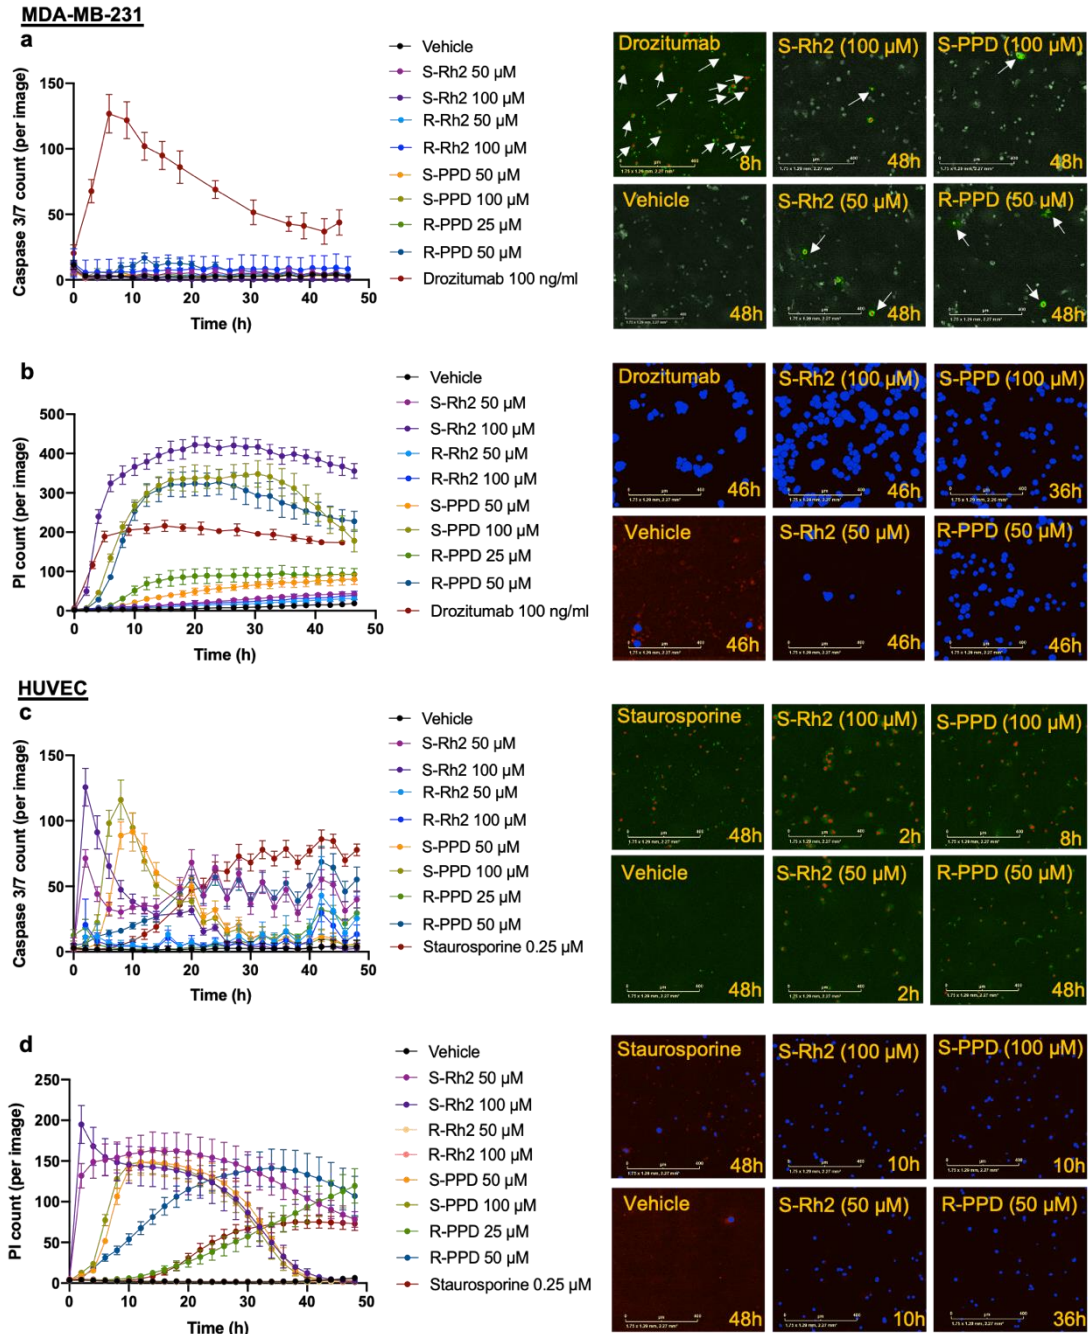 MDA-MB-231
a
Caspase 3/7 count (per image)
150
100
50
0
0 10 20 30 40 50
Time (h)
Vehicle
S-Rh2 50 µM
S-Rh2 100 µM
R-Rh2 50 µM
R-Rh2 100 µM
S-PPD 50 µM
S-PPD 100 µM
R-PPD 25 µM
R-PPD 50 µM
Drozitumab 100 ng/ml
Drozitumab
8h
S-Rh2 (100 µM)
48h
S-PPD (100 µM)
48h
Vehicle
48h
S-Rh2 (50 µM)
48h
R-PPD (50 µM)
48h
b
PI count (per image)
500
400
300
200
100
0
0 10 20 30 40 50
Time (h)
Vehicle
S-Rh2 50 µM
S-Rh2 100 µM
R-Rh2 50 µM
R-Rh2 100 µM
S-PPD 50 µM
S-PPD 100 µM
R-PPD 25 µM
R-PPD 50 µM
Drozitumab 100 ng/ml
Drozitumab
46h
S-Rh2 (100 µM)
46h
S-PPD (100 µM)
36h
Vehicle
46h
S-Rh2 (50 µM)
46h
R-PPD (50 µM)
36h
HUVEC
c
Caspase 3/7 count (per image)
150
100
50
0
0 10 20 30 40 50
Time (h)
Vehicle
S-Rh2 50 µM
S-Rh2 100 µM
R-Rh2 50 µM
R-Rh2 100 µM
S-PPD 50 µM
S-PPD 100 µM
R-PPD 25 µM
R-PPD 50 µM
Staurosporine 0.25 µM
Staurosporine
48h
S-Rh2 (100 µM)
2h
S-PPD (100 µM)
8h
Vehicle
48h
S-Rh2 (50 µM)
2h
R-PPD (50 µM)
48h
d
PI count (per image)
250
200
150
100
50
0
0 10 20 30 40 50
Time (h)
Vehicle
S-Rh2 50 µM
S-Rh2 100 µM
R-Rh2 50 µM
R-Rh2 100 µM
S-PPD 50 µM
S-PPD 100 µM
R-PPD 25 µM
R-PPD 50 µM
Staurosporine 0.25 µM
Staurosporine
48h
S-Rh2 (100 µM)
10h
S-PPD (100 µM)
10h
Vehicle
48h
S-Rh2 (50 µM)
10h
R-PPD (50 µM)
36h